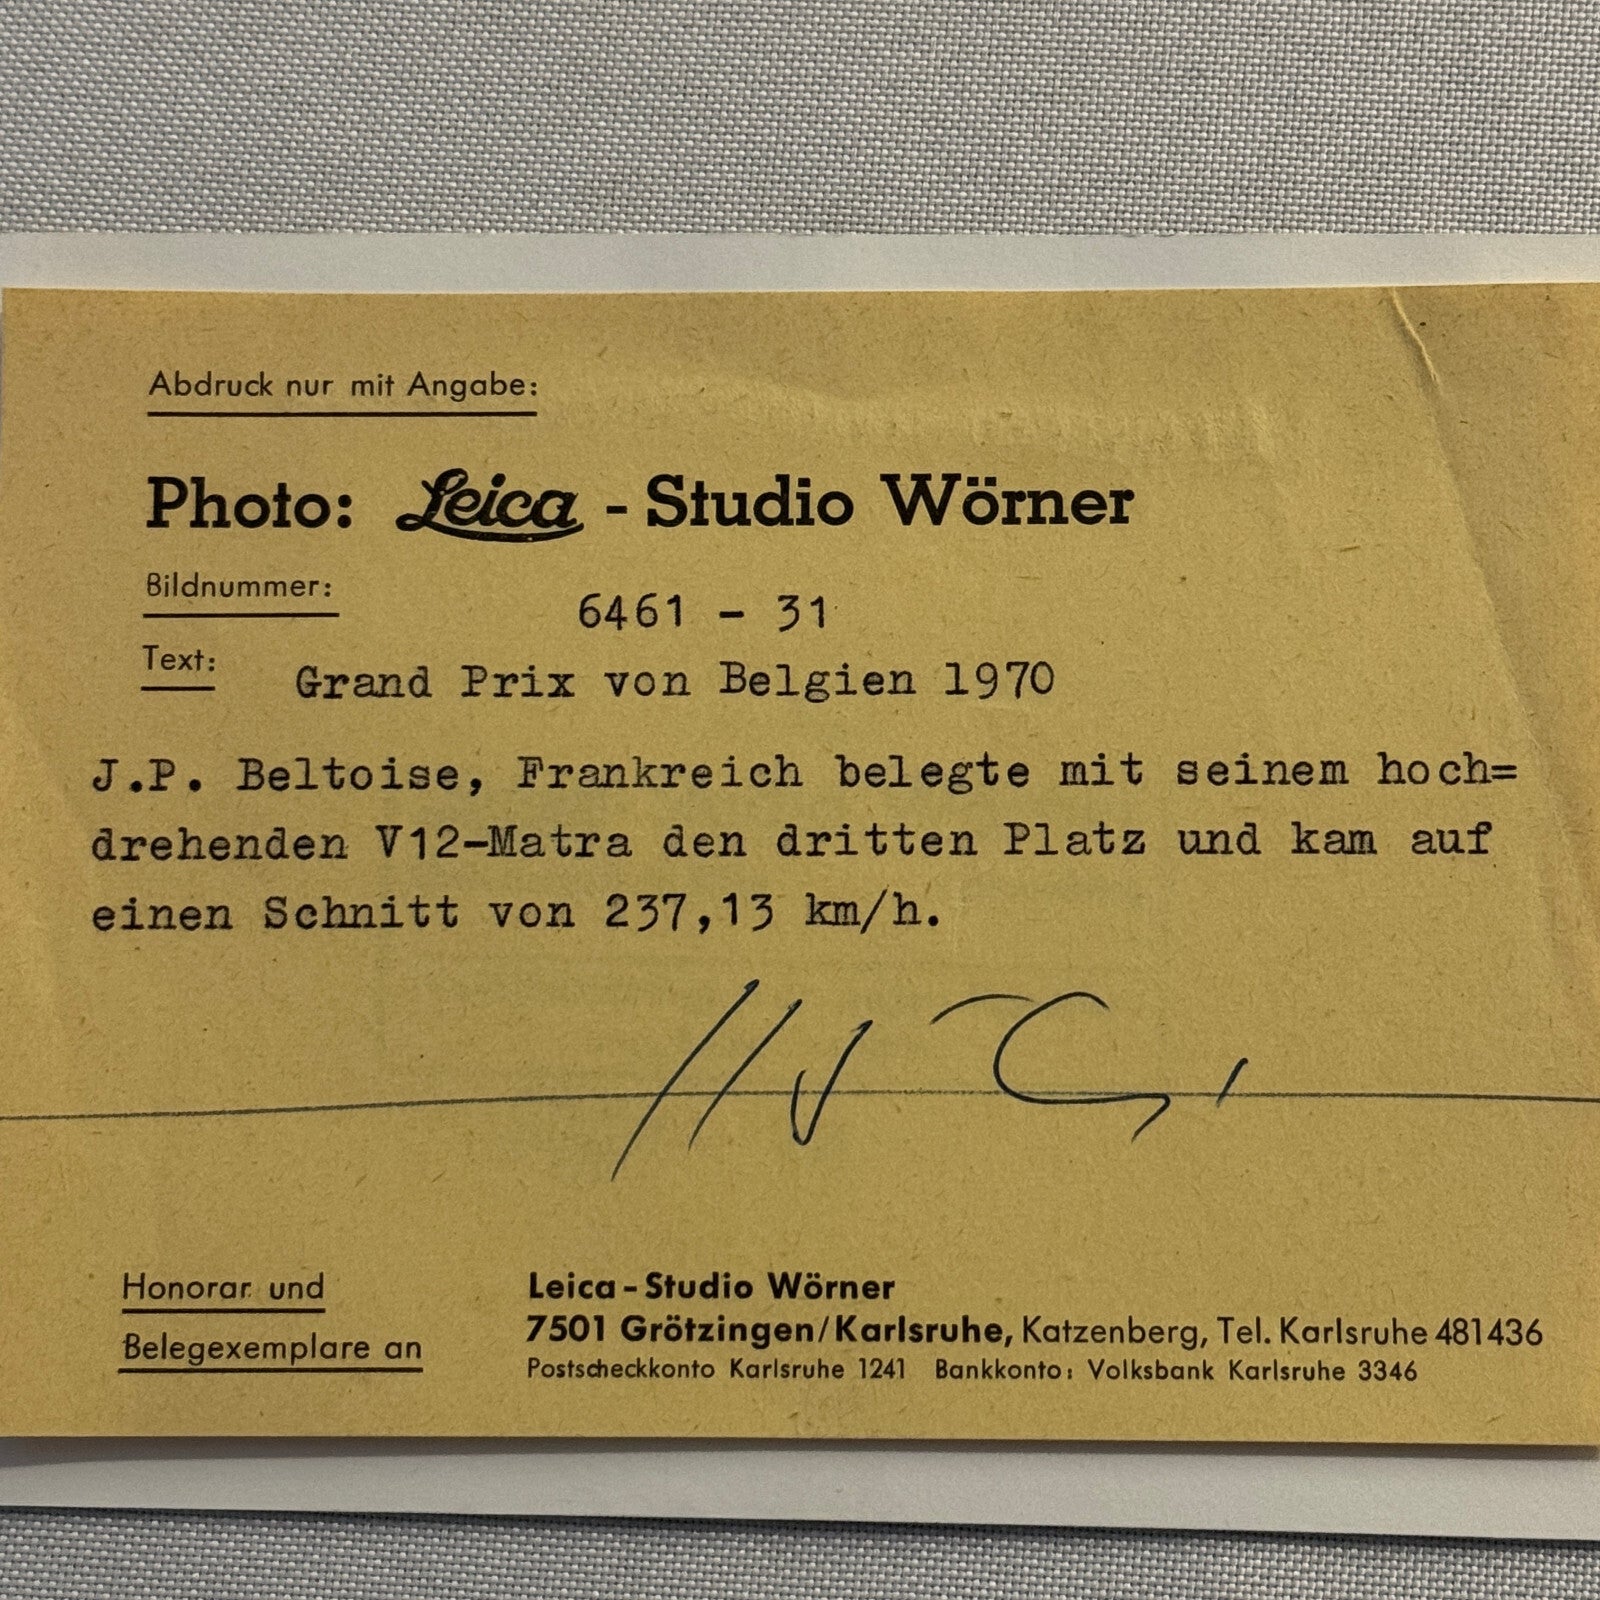 Abdruck nur mit Angabe:
Photo: Leica - Studio Wörner
Bildnummer: 6461 - 31
Text: Grand Prix von Belgien 1970
J.P. Beltoise, Frankreich belegte mit seinem hoch=
drehenden V12-Matra den dritten Platz und kam auf
einen Schnitt von 237,13 km/h.
Honorar und
Belegexemplare an
Leica - Studio Wörner
7501 Grötzingen/Karlsruhe, Katzenberg, Tel. Karlsruhe 481436
Postscheckkonto Karlsruhe 1241 Bankkonto: Volksbank Karlsruhe 3346